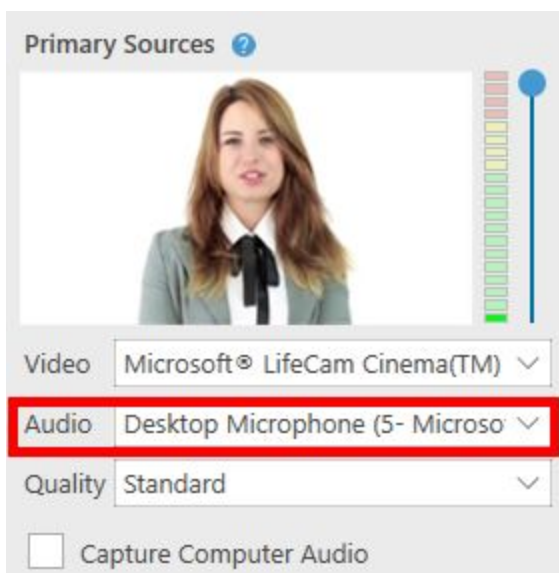 Primary Sources ?
Video Microsoft® LifeCam Cinema(TM)
Audio Desktop Microphone (5- Microso
Quality Standard
Capture Computer Audio